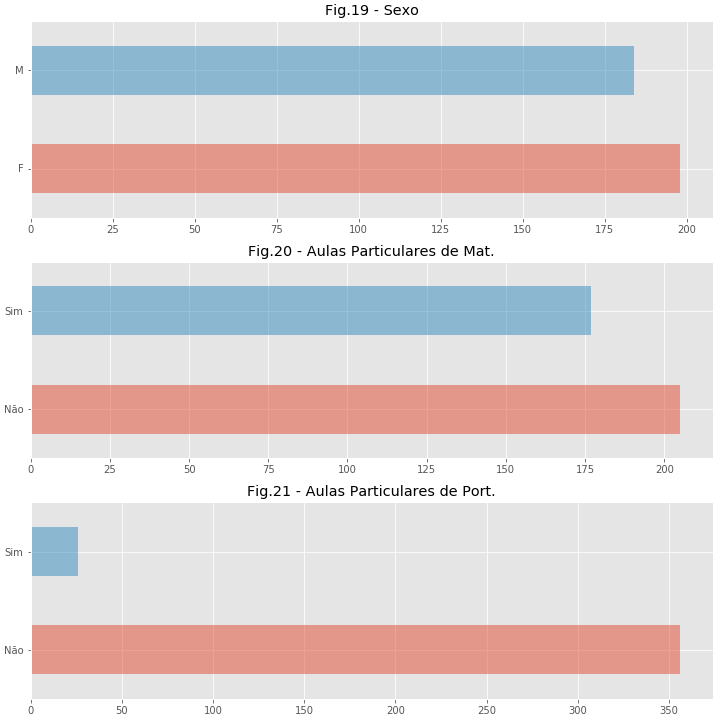 Fig.19 - Sexo
M
F
0 25 50 75 100 125 150 175 200
Fig.20 - Aulas Particulares de Mat.
Sim
Não
0 25 50 75 100 125 150 175 200
Fig.21 - Aulas Particulares de Port.
Sim
Não
0 50 100 150 200 250 300 350